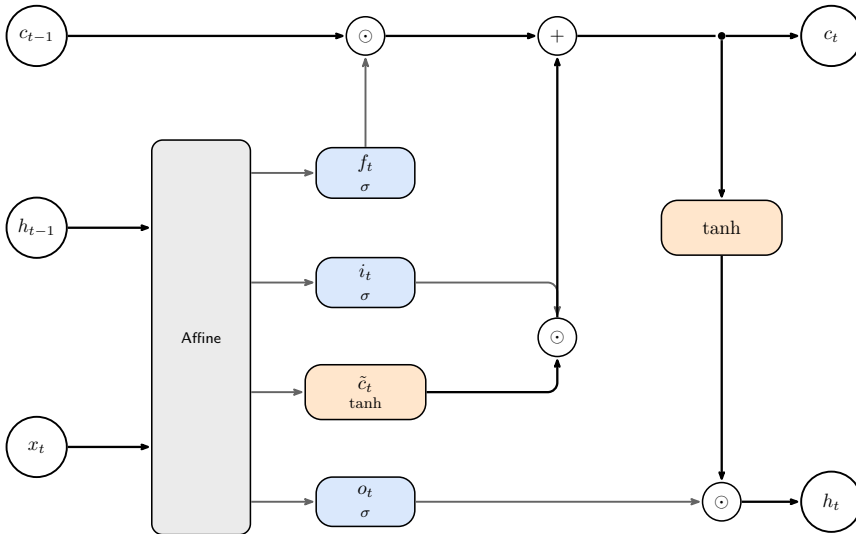 c_{t−1}
⊙
+
c_t
f_t
σ
h_{t−1}
tanh
i_t
σ
Affine
⊙
c̃_t
tanh
x_t
o_t
σ
⊙
h_t